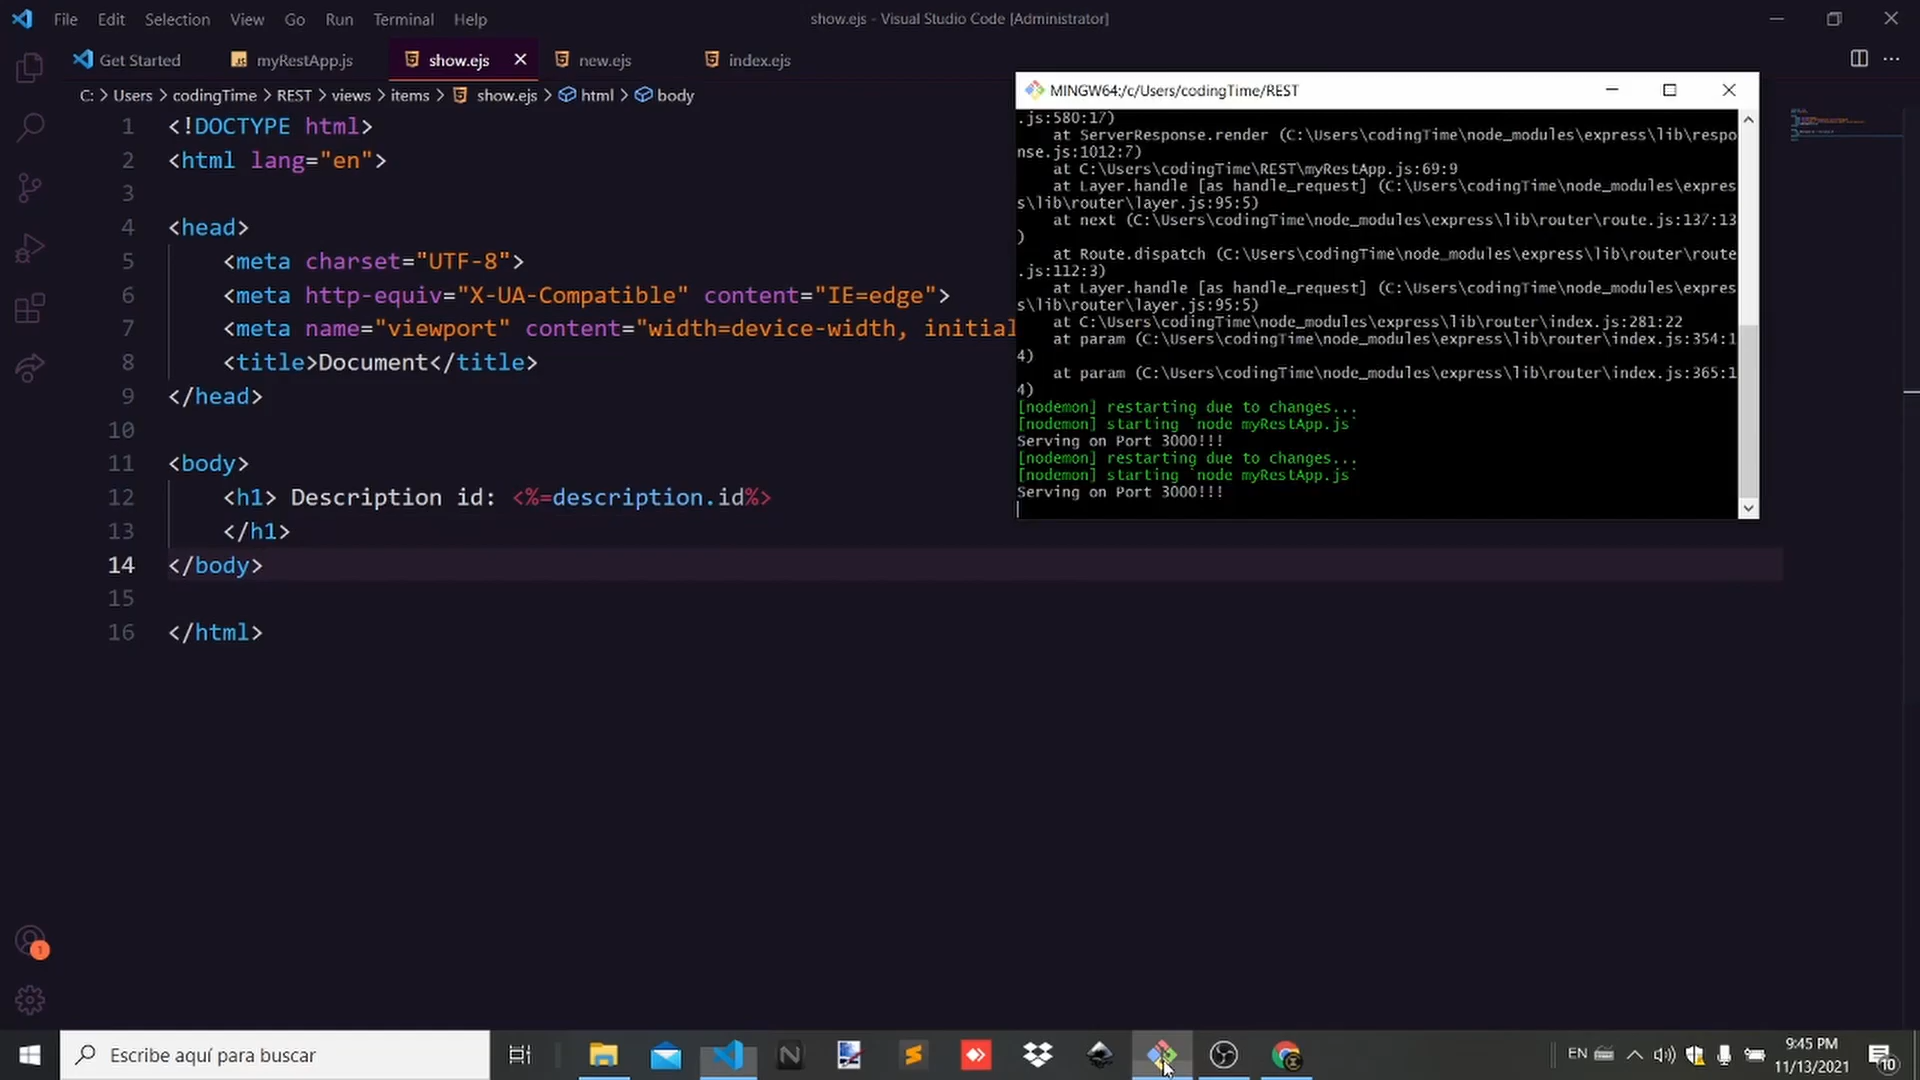 File Edit Selection View Go Run Terminal Help
show.ejs - Visual Studio Code [Administrator]
Get Started
myRestApp.js
show.ejs
new.ejs
index.ejs
C: > Users > codingTime > REST > views > items > show.ejs > html > body
1 <!DOCTYPE html>
2 <html lang="en">
3
4 <head>
5 <meta charset="UTF-8">
6 <meta http-equiv="X-UA-Compatible" content="IE=edge">
7 <meta name="viewport" content="width=device-width, initial
8 <title>Document</title>
9 </head>
10
11 <body>
12 <h1> Description id: <%=description.id%>
13 </h1>
14 </body>
15
16 </html>
MINGW64:/c/Users/codingTime/REST
.js:580:17)
at ServerResponse.render (C:\Users\codingTime\node_modules\express\lib\respo
nse.js:1012:7)
at C:\Users\codingTime\REST\myRestApp.js:69:9
at Layer.handle [as handle_request] (C:\Users\codingTime\node_modules\expres
s\lib\router\layer.js:95:5)
at next (C:\Users\codingTime\node_modules\express\lib\router\route.js:137:13
)
at Route.dispatch (C:\Users\codingTime\node_modules\express\lib\router\route
.js:112:3)
at Layer.handle [as handle_request] (C:\Users\codingTime\node_modules\expres
s\lib\router\layer.js:95:5)
at C:\Users\codingTime\node_modules\express\lib\router\index.js:281:22
at param (C:\Users\codingTime\node_modules\express\lib\router\index.js:354:1
4)
at param (C:\Users\codingTime\node_modules\express\lib\router\index.js:365:1
4)
[nodemon] restarting due to changes...
[nodemon] starting `node myRestApp.js`
Serving on Port 3000!!!
[nodemon] restarting due to changes...
[nodemon] starting `node myRestApp.js`
Serving on Port 3000!!!
1
Escribe aquí para buscar
EN
9:45 PM
11/13/2021
10